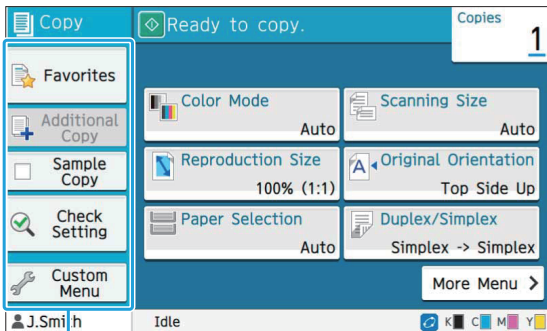 Copy
Ready to copy.
Copies
1
Favorites
Additional
Copy
Sample
Copy
Check
Setting
Custom
Menu
Color Mode
Auto
Scanning Size
Auto
Reproduction Size
100% (1:1)
Original Orientation
Top Side Up
Paper Selection
Auto
Duplex/Simplex
Simplex -> Simplex
More Menu >
J.Smith
Idle
K C M Y